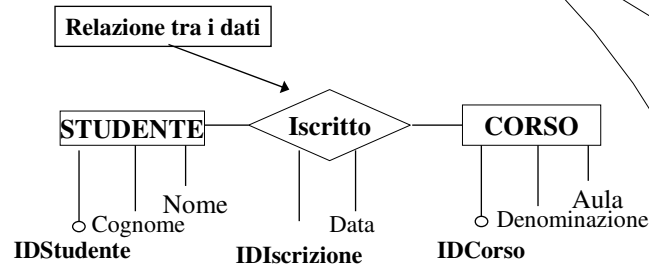 Relazione tra i dati
STUDENTE
Iscritto
CORSO
Nome
Cognome
IDStudente
Data
IDIscrizione
Aula
Denominazione
IDCorso